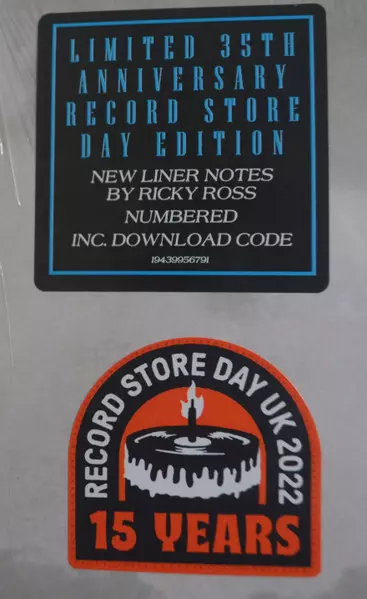 LIMITED 35TH
ANNIVERSARY
RECORD STORE
DAY EDITION
NEW LINER NOTES
BY RICKY ROSS
NUMBERED
INC. DOWNLOAD CODE
19439956791
RECORD STORE DAY UK 2022
15 YEARS